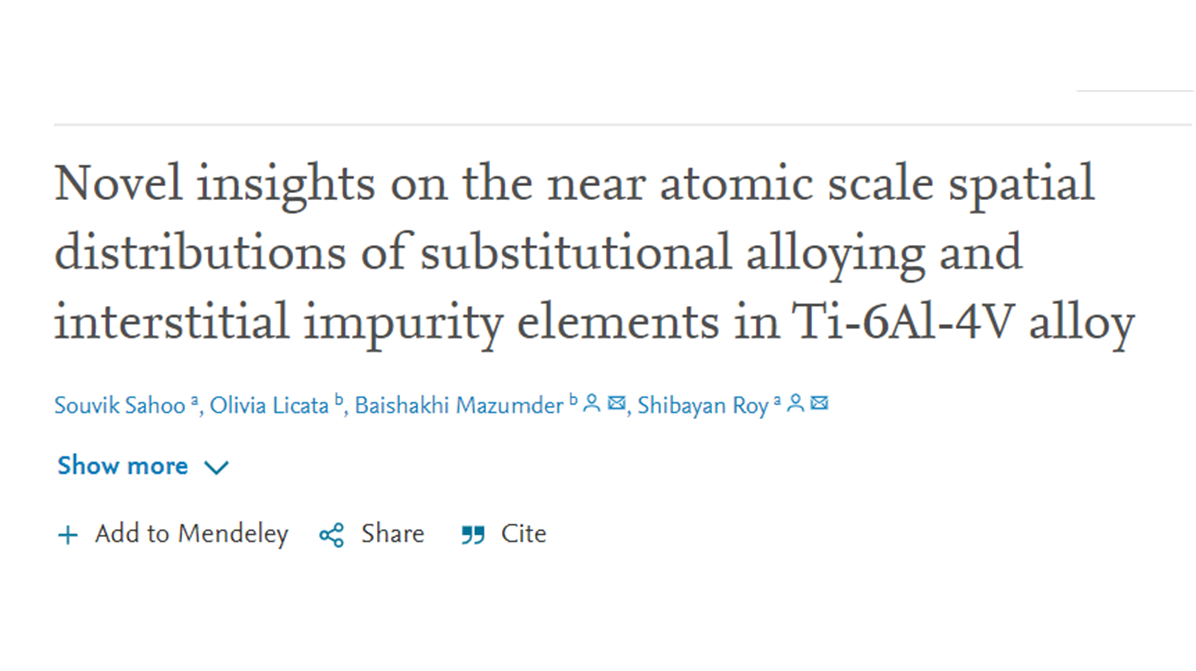 Novel insights on the near atomic scale spatial
distributions of substitutional alloying and
interstitial impurity elements in Ti-6Al-4V alloy
Souvik Sahoo a, Olivia Licata b, Baishakhi Mazumder b, Shibayan Roy a
Show more
Add to Mendeley Share Cite